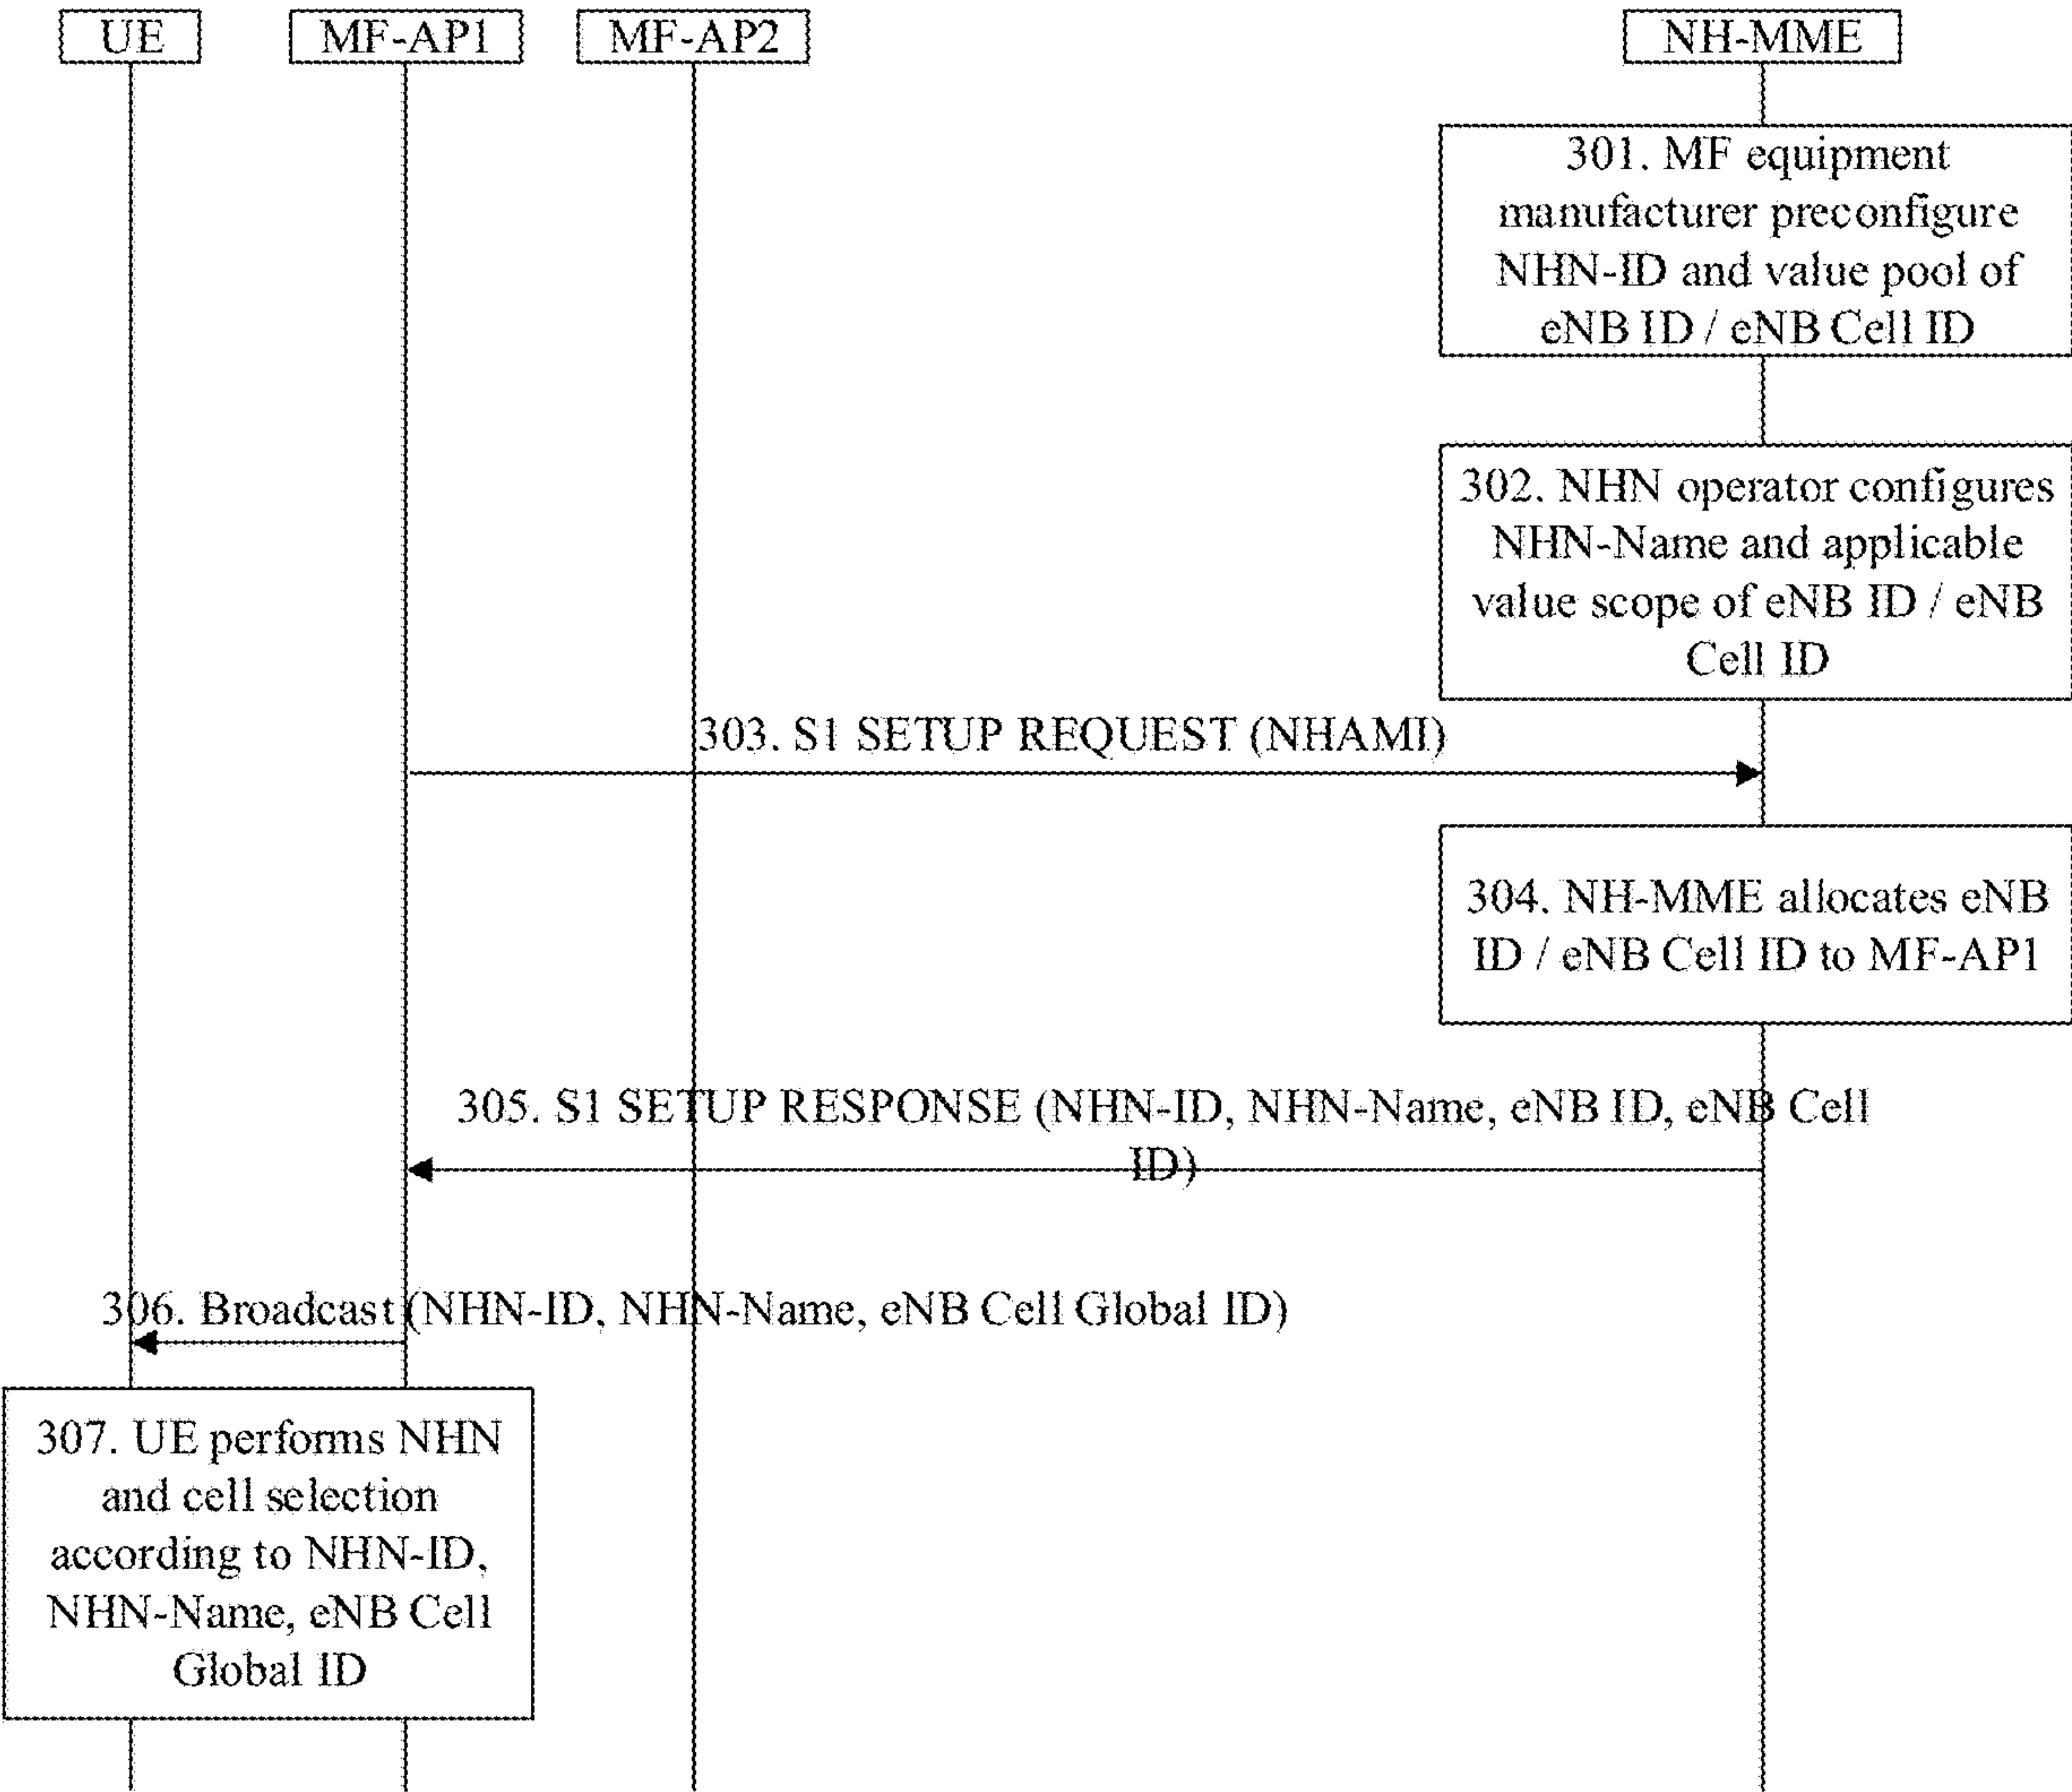 UE
MF-AP1
MF-AP2
NH-MME
301. MF equipment
manufacturer preconfigure
NHN-ID and value pool of
eNB ID / eNB Cell ID
302. NHN operator configures
NHN-Name and applicable
value scope of eNB ID / eNB
Cell ID
303. S1 SETUP REQUEST (NHAMI)
304. NH-MME allocates eNB
ID / eNB Cell ID to MF-AP1
305. S1 SETUP RESPONSE (NHN-ID, NHN-Name, eNB ID, eNB Cell
ID)
306. Broadcast (NHN-ID, NHN-Name, eNB Cell Global ID)
307. UE performs NHN
and cell selection
according to NHN-ID,
NHN-Name, eNB Cell
Global ID